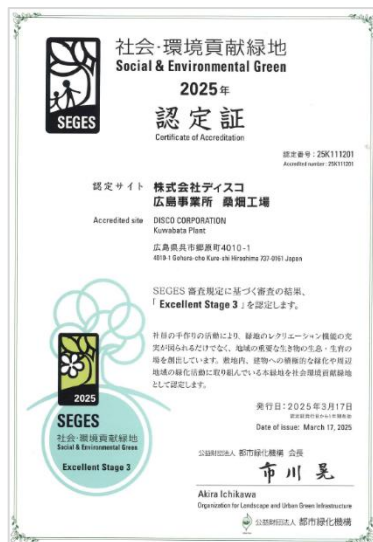 社会・環境貢献緑地
Social & Environmental Green
2025年
SEGES
認定証
Certificate of Accreditation
認定番号：25K111201
Accredited number: 25K111201
認定サイト 株式会社ディスコ
広島事業所 桑畑工場
Accredited site DISCO CORPORATION
Kuwabata Plant
広島県呉市郷原町4010-1
4010-1 Gohara-cho Kure-shi Hiroshima 737-0161 Japan
SEGES 審査規定に基づく審査の結果、
「 Excellent Stage 3 」を認定します。
社員の手作りの活動により、緑地のレクリエーション機能の充
実が図られるだけでなく、地域の重要な生き物の生息・生育の
場を創出しています。敷地内、建物への積極的な緑化や周辺
地域の緑化活動に取り組んでいる本緑地を社会環境貢献緑地
として認定します。
2025
SEGES
社会・環境貢献緑地
Social & Environmental Green
Excellent Stage 3
発行日：2025年3月17日
Date of issue: March 17, 2025
公益財団法人 都市緑化機構 会長
市川晃
Akira Ichikawa
Organization for Landscape and Urban Green Infrastructure
公益財団法人 都市緑化機構